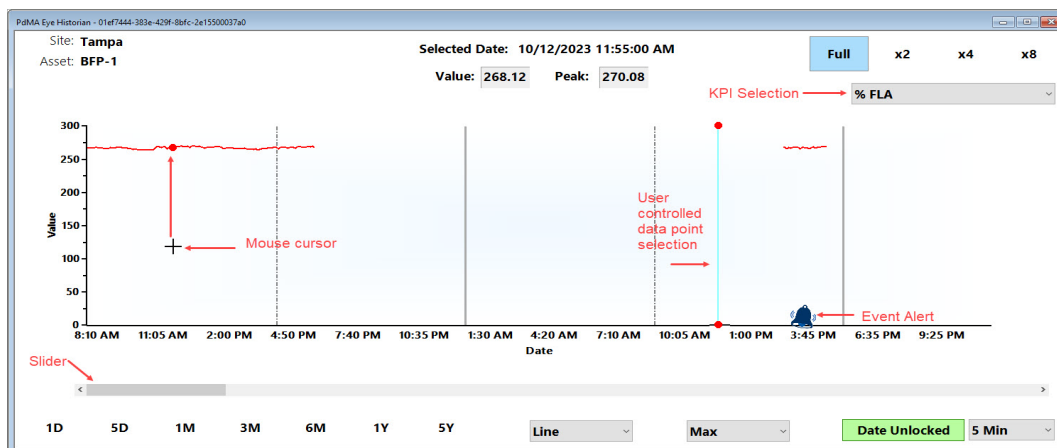 PdMA Eye Historian - 01ef7444-383e-429f-8bfc-2e15500037a0
Site: Tampa
Asset: BFP-1
Selected Date: 10/12/2023 11:55:00 AM
Value: 268.12 Peak: 270.08
Full x2 x4 x8
KPI Selection
% FLA
300
250
200
150
100
50
0
Value
Mouse cursor
User
controlled
data point
selection
Event Alert
8:10 AM 11:05 AM 2:00 PM 4:50 PM 7:40 PM 10:35 PM 1:30 AM 4:20 AM 7:10 AM 10:05 AM 1:00 PM 3:45 PM 6:35 PM 9:25 PM
Date
Slider
1D 5D 1M 3M 6M 1Y 5Y
Line
Max
Date Unlocked
5 Min